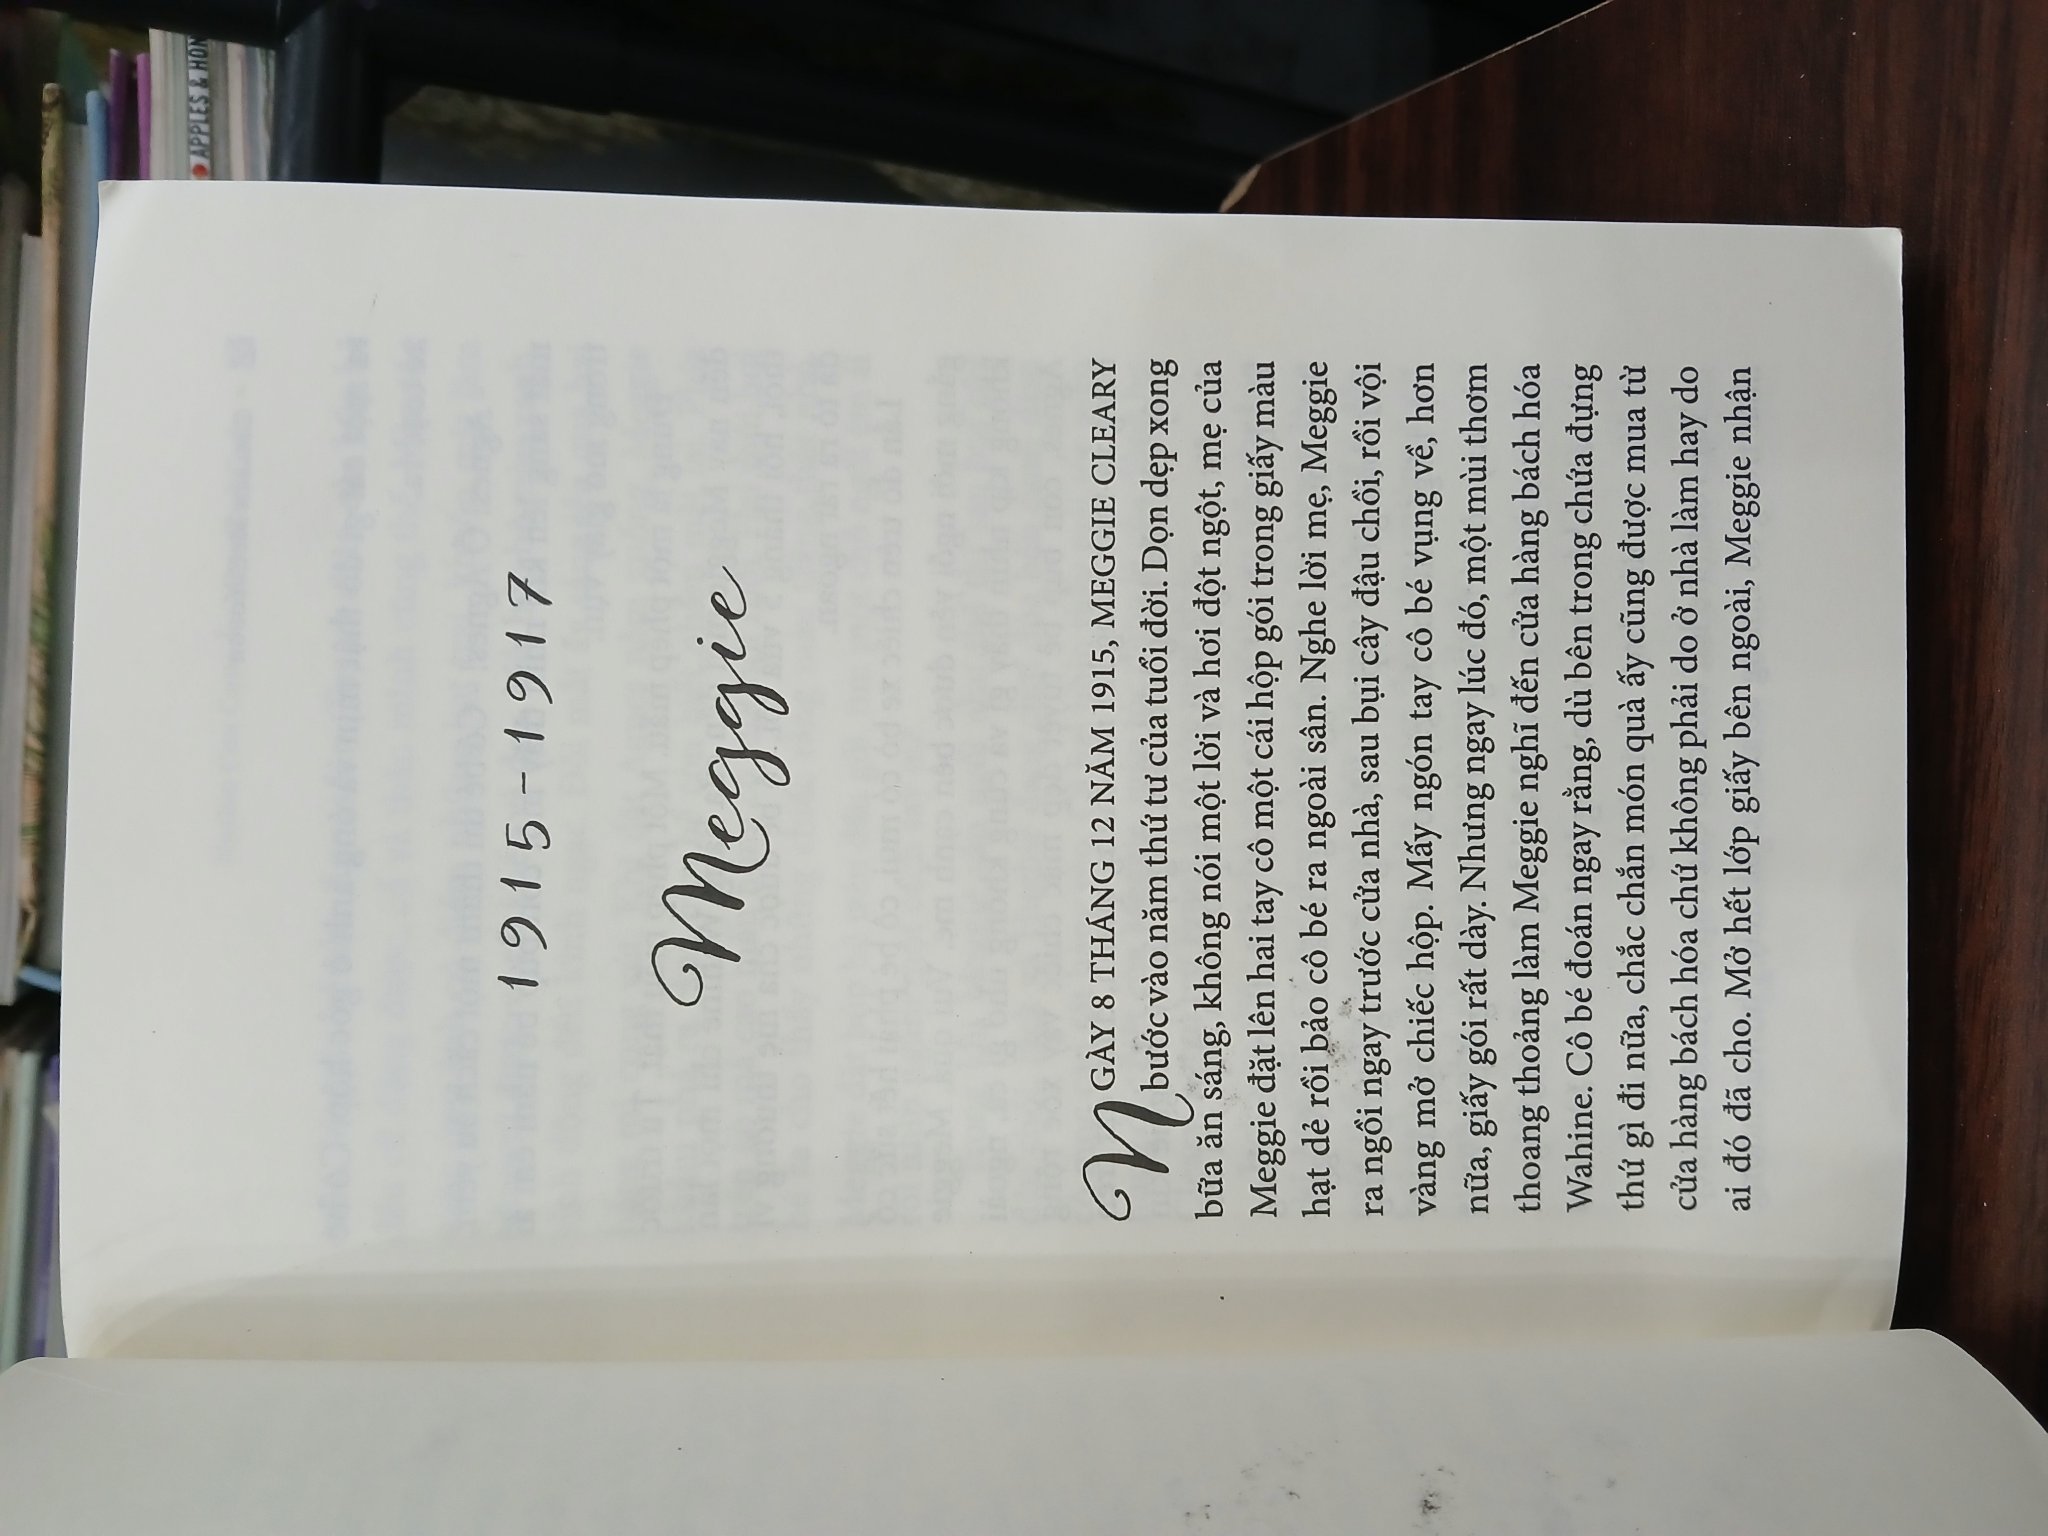 APPLES & HON
1915-1917
Meggie
NGÀY 8 THÁNG 12 NĂM 1915, MEGGIE CLEARY
bước vào năm thứ tư của tuổi đời. Dọn dẹp xong
bữa ăn sáng, không nói một lời và hơi đột ngột, mẹ của
Meggie đặt lên hai tay cô một cái hộp gói trong giấy màu
hạt dẻ rồi bảo cô bé ra ngoài sân. Nghe lời mẹ, Meggie
ra ngồi ngay trước cửa nhà, sau bụi cây đậu chồi, rồi vội
vàng mở chiếc hộp. Mấy ngón tay cô bé vụng về, hơn
nữa, giấy gói rất dày. Nhưng ngay lúc đó, một mùi thơm
thoang thoảng làm Meggie nghĩ đến cửa hàng bách hóa
Wahine. Cô bé đoán ngay rằng, dù bên trong chứa đựng
thứ gì đi nữa, chắc chắn món quà ấy cũng được mua từ
cửa hàng bách hóa chứ không phải do ở nhà làm hay do
ai đó đã cho. Mở hết lớp giấy bên ngoài, Meggie nhận